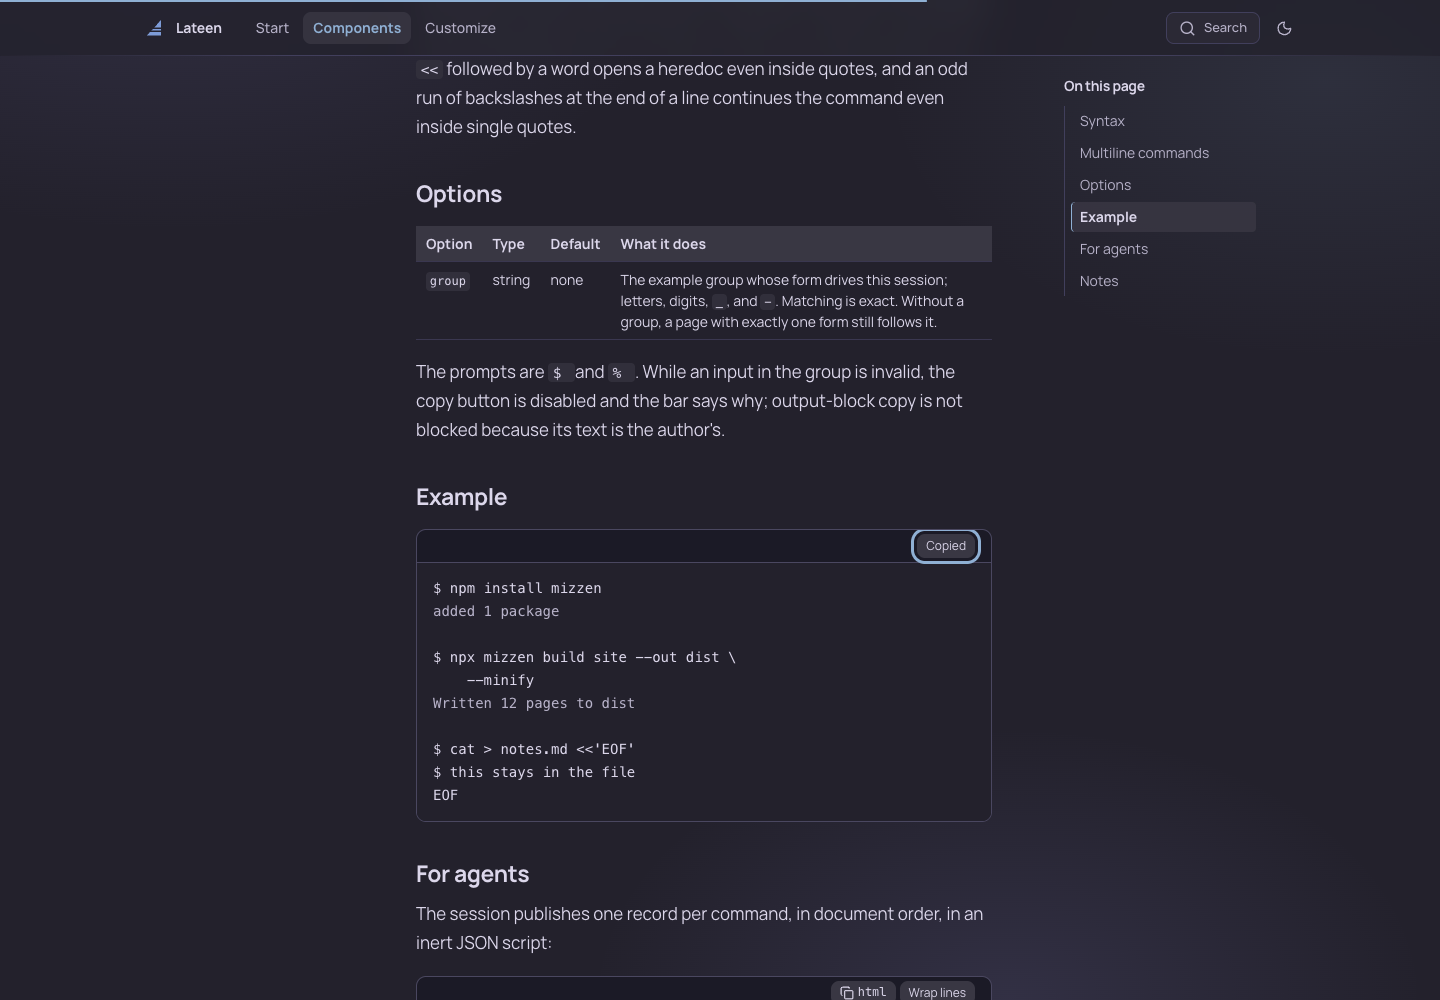 Lateen
Start
Components
Customize
Search
<< followed by a word opens a heredoc even inside quotes, and an odd
run of backslashes at the end of a line continues the command even
inside single quotes.
On this page
Syntax
Multiline commands
Options
Example
For agents
Notes
Options
Option Type Default What it does
group string none The example group whose form drives this session;
letters, digits, _, and -. Matching is exact. Without a
group, a page with exactly one form still follows it.
The prompts are $ and % . While an input in the group is invalid, the
copy button is disabled and the bar says why; output-block copy is not
blocked because its text is the author's.
Example
Copied
$ npm install mizzen
added 1 package
$ npx mizzen build site --out dist \
--minify
Written 12 pages to dist
$ cat > notes.md <<'EOF'
$ this stays in the file
EOF
For agents
The session publishes one record per command, in document order, in an
inert JSON script:
html
Wrap lines